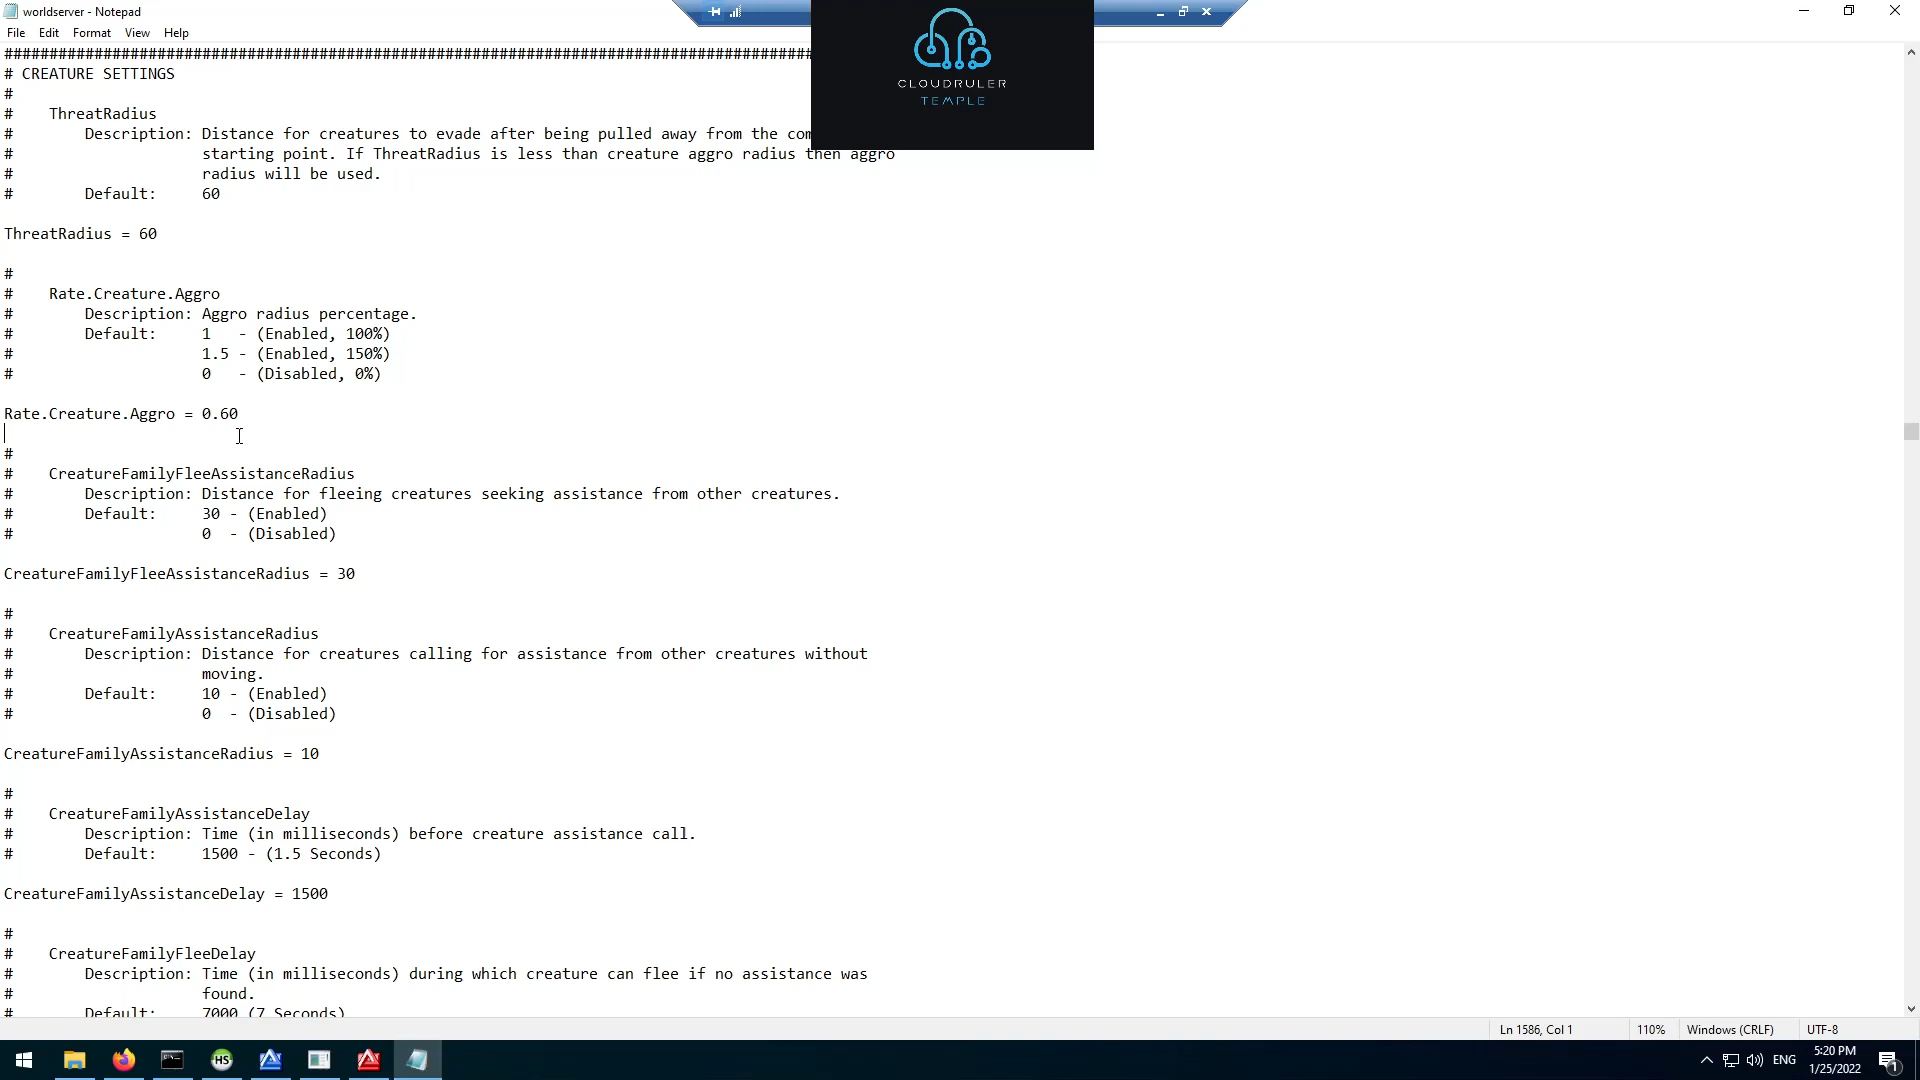 worldserver - Notepad
File Edit Format View Help
##########################################################################################
# CREATURE SETTINGS
#
# ThreatRadius
# Description: Distance for creatures to evade after being pulled away from the
# starting point. If ThreatRadius is less than creature aggro radius then aggro
# radius will be used.
# Default: 60
ThreatRadius = 60
#
# Rate.Creature.Aggro
# Description: Aggro radius percentage.
# Default: 1 - (Enabled, 100%)
# 1.5 - (Enabled, 150%)
# 0 - (Disabled, 0%)
Rate.Creature.Aggro = 0.60
#
# CreatureFamilyFleeAssistanceRadius
# Description: Distance for fleeing creatures seeking assistance from other creatures.
# Default: 30 - (Enabled)
# 0 - (Disabled)
CreatureFamilyFleeAssistanceRadius = 30
#
# CreatureFamilyAssistanceRadius
# Description: Distance for creatures calling for assistance from other creatures without
# moving.
# Default: 10 - (Enabled)
# 0 - (Disabled)
CreatureFamilyAssistanceRadius = 10
#
# CreatureFamilyAssistanceDelay
# Description: Time (in milliseconds) before creature assistance call.
# Default: 1500 - (1.5 Seconds)
CreatureFamilyAssistanceDelay = 1500
#
# CreatureFamilyFleeDelay
# Description: Time (in milliseconds) during which creature can flee if no assistance was
# found.
# Default: 7000 (7 Seconds)
CLOUDRULER
TEMPLE
Ln 1586, Col 1 110% Windows (CRLF) UTF-8
HS
ENG
5:20 PM
1/25/2022
1